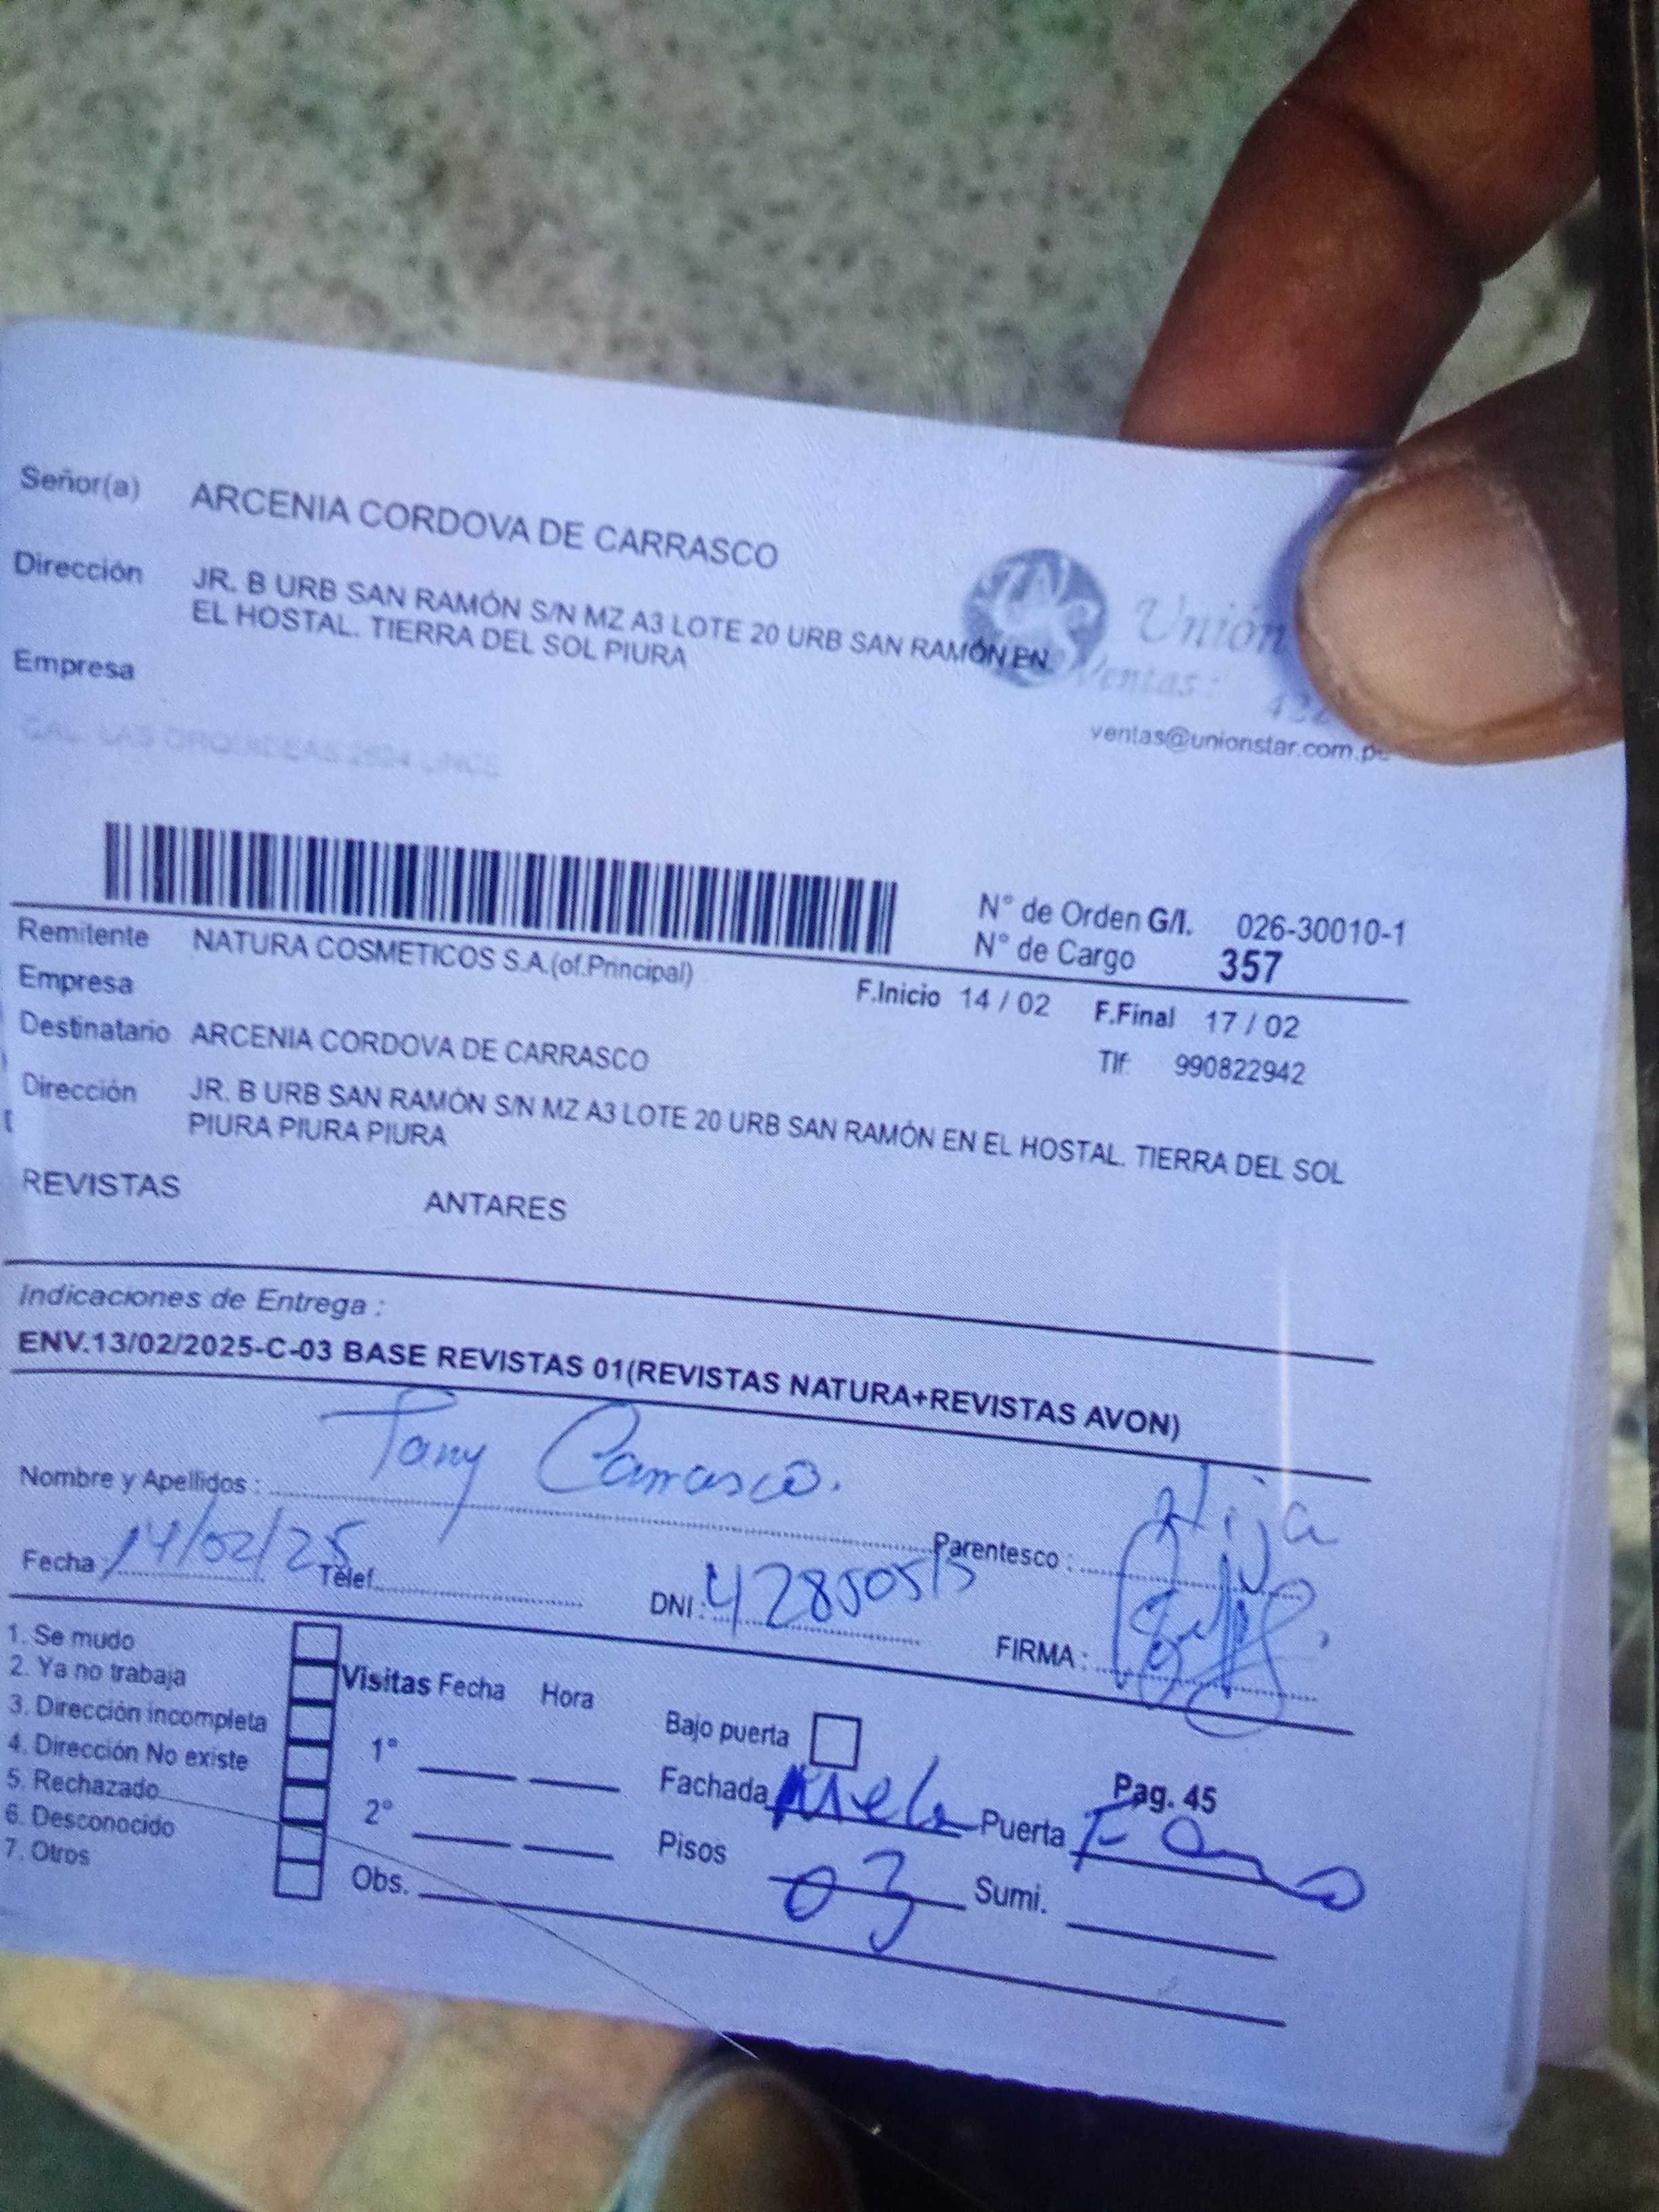 Señor(a) ARCENIA CORDOVA DE CARRASCO
Dirección JR. B URB SAN RAMÓN S/N MZ A3 LOTE 20 URB SAN RAMÓN EN
EL HOSTAL. TIERRA DEL SOL PIURA
Empresa
Unión
Ventas:
ventas@unionstar.com.pe
CAL. LAS ORQUIDEAS 2624 LINCE
N° de Orden G/I. 026-30010-1
N° de Cargo 357
Remitente NATURA COSMETICOS S.A.(of.Principal)
Empresa
F.Inicio 14 / 02 F.Final 17 / 02
Destinatario ARCENIA CORDOVA DE CARRASCO
Tlf: 990822942
Dirección JR. B URB SAN RAMÓN S/N MZ A3 LOTE 20 URB SAN RAMÓN EN EL HOSTAL. TIERRA DEL SOL
PIURA PIURA PIURA
REVISTAS ANTARES
Indicaciones de Entrega :
ENV.13/02/2025-C-03 BASE REVISTAS 01(REVISTAS NATURA+REVISTAS AVON)
Nombre y Apellidos : Tany Carrasco.
Parentesco : Hija
Fecha : 14/02/25 Telef. DNI : 42850515 FIRMA :
1. Se mudo
2. Ya no trabaja
3. Dirección incompleta
4. Dirección No existe
5. Rechazado
6. Desconocido
7. Otros
Visitas Fecha Hora
1°
2°
Obs.
Bajo puerta
Fachada Puerta
Pisos 03 Sumi.
Pag. 45